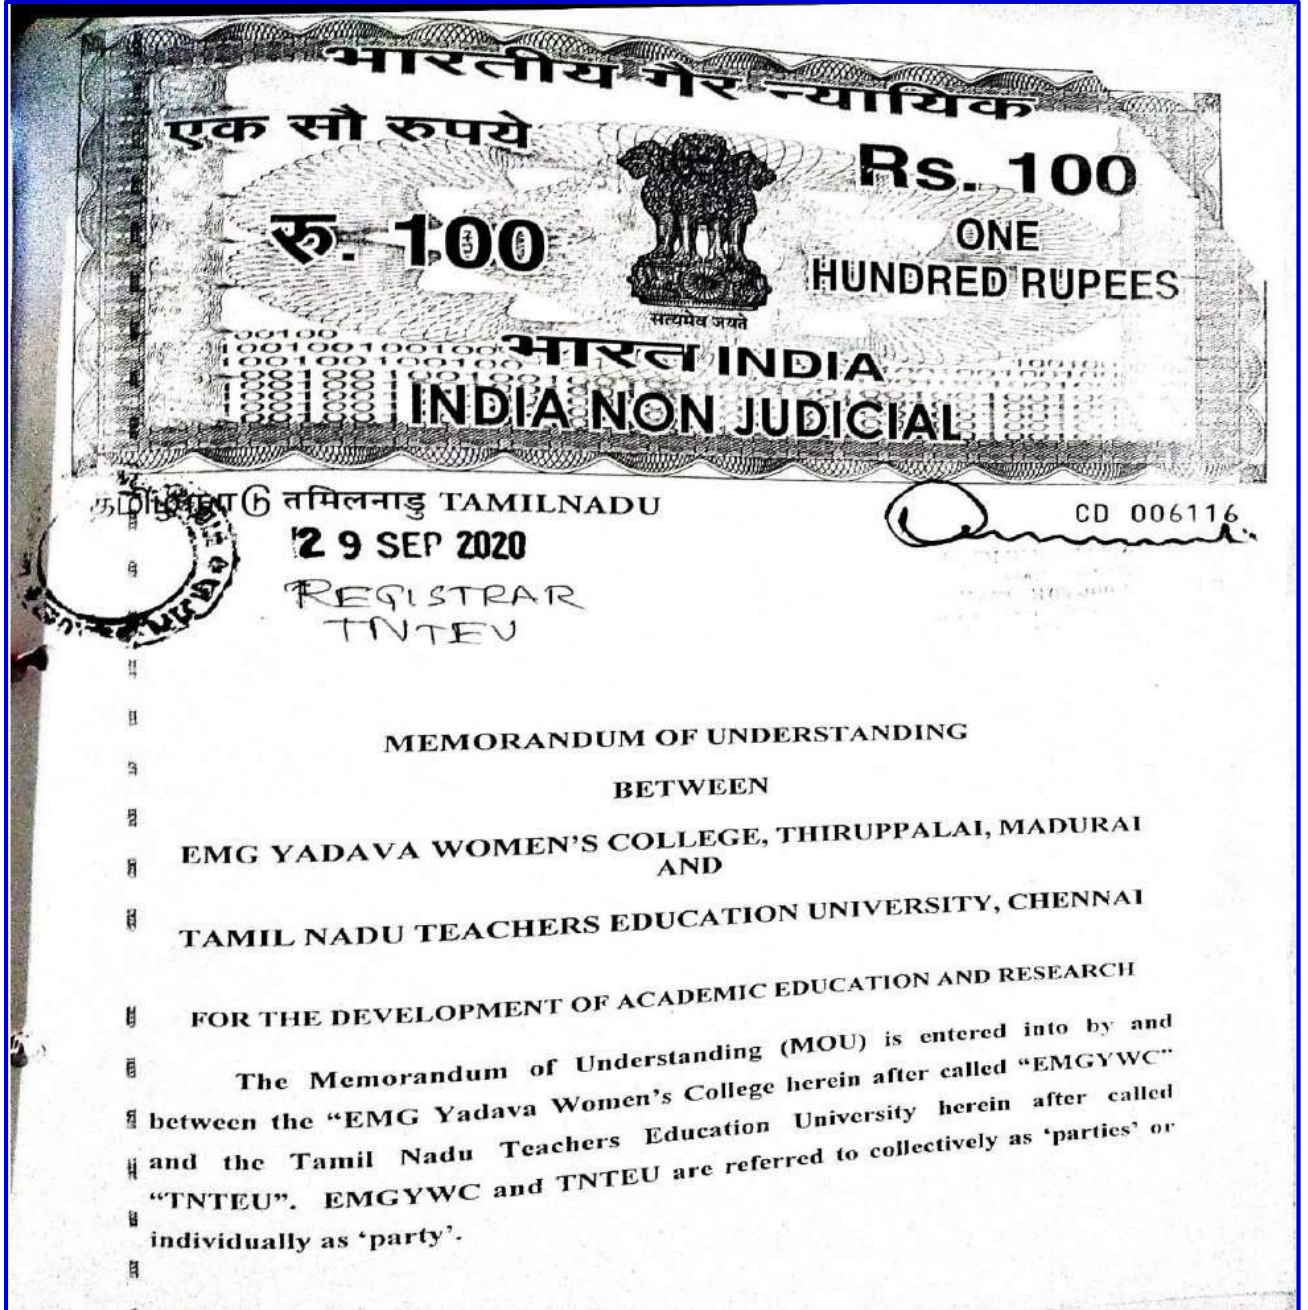 भारतीय गैर न्यायिक
एक सौ रुपये
Rs. 100
रु. 100
ONE
HUNDRED RUPEES
सत्यमेव जयते
भारत INDIA
INDIA NON JUDICIAL
தமிழ்நாடு तमिलनाडु TAMILNADU
CD 006116
29 SEP 2020
REGISTRAR
TNTEU
MEMORANDUM OF UNDERSTANDING
BETWEEN
EMG YADAVA WOMEN'S COLLEGE, THIRUPPALAI, MADURAI
AND
TAMIL NADU TEACHERS EDUCATION UNIVERSITY, CHENNAI
FOR THE DEVELOPMENT OF ACADEMIC EDUCATION AND RESEARCH
The Memorandum of Understanding (MOU) is entered into by and
between the “EMG Yadava Women's College herein after called “EMGYWC”
and the Tamil Nadu Teachers Education University herein after called
“TNTEU”. EMGYWC and TNTEU are referred to collectively as ‘parties’ or
individually as ‘party’.